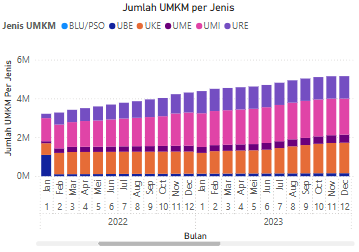 Jumlah UMKM per Jenis
Jenis UMKM BLU/PSO UBE UKE UME UMI URE
Jumlah UMKM Per Jenis
6M
4M
2M
0M
Jan Feb Mar Apr Mei Jun Jul Aug Sep Oct Nov Dec Jan Feb Mar Apr Mei Jun Jul Aug Sep Oct Nov Dec
1 2 3 4 5 6 7 8 9 10 11 12 1 2 3 4 5 6 7 8 9 10 11 12
2022 2023
Bulan